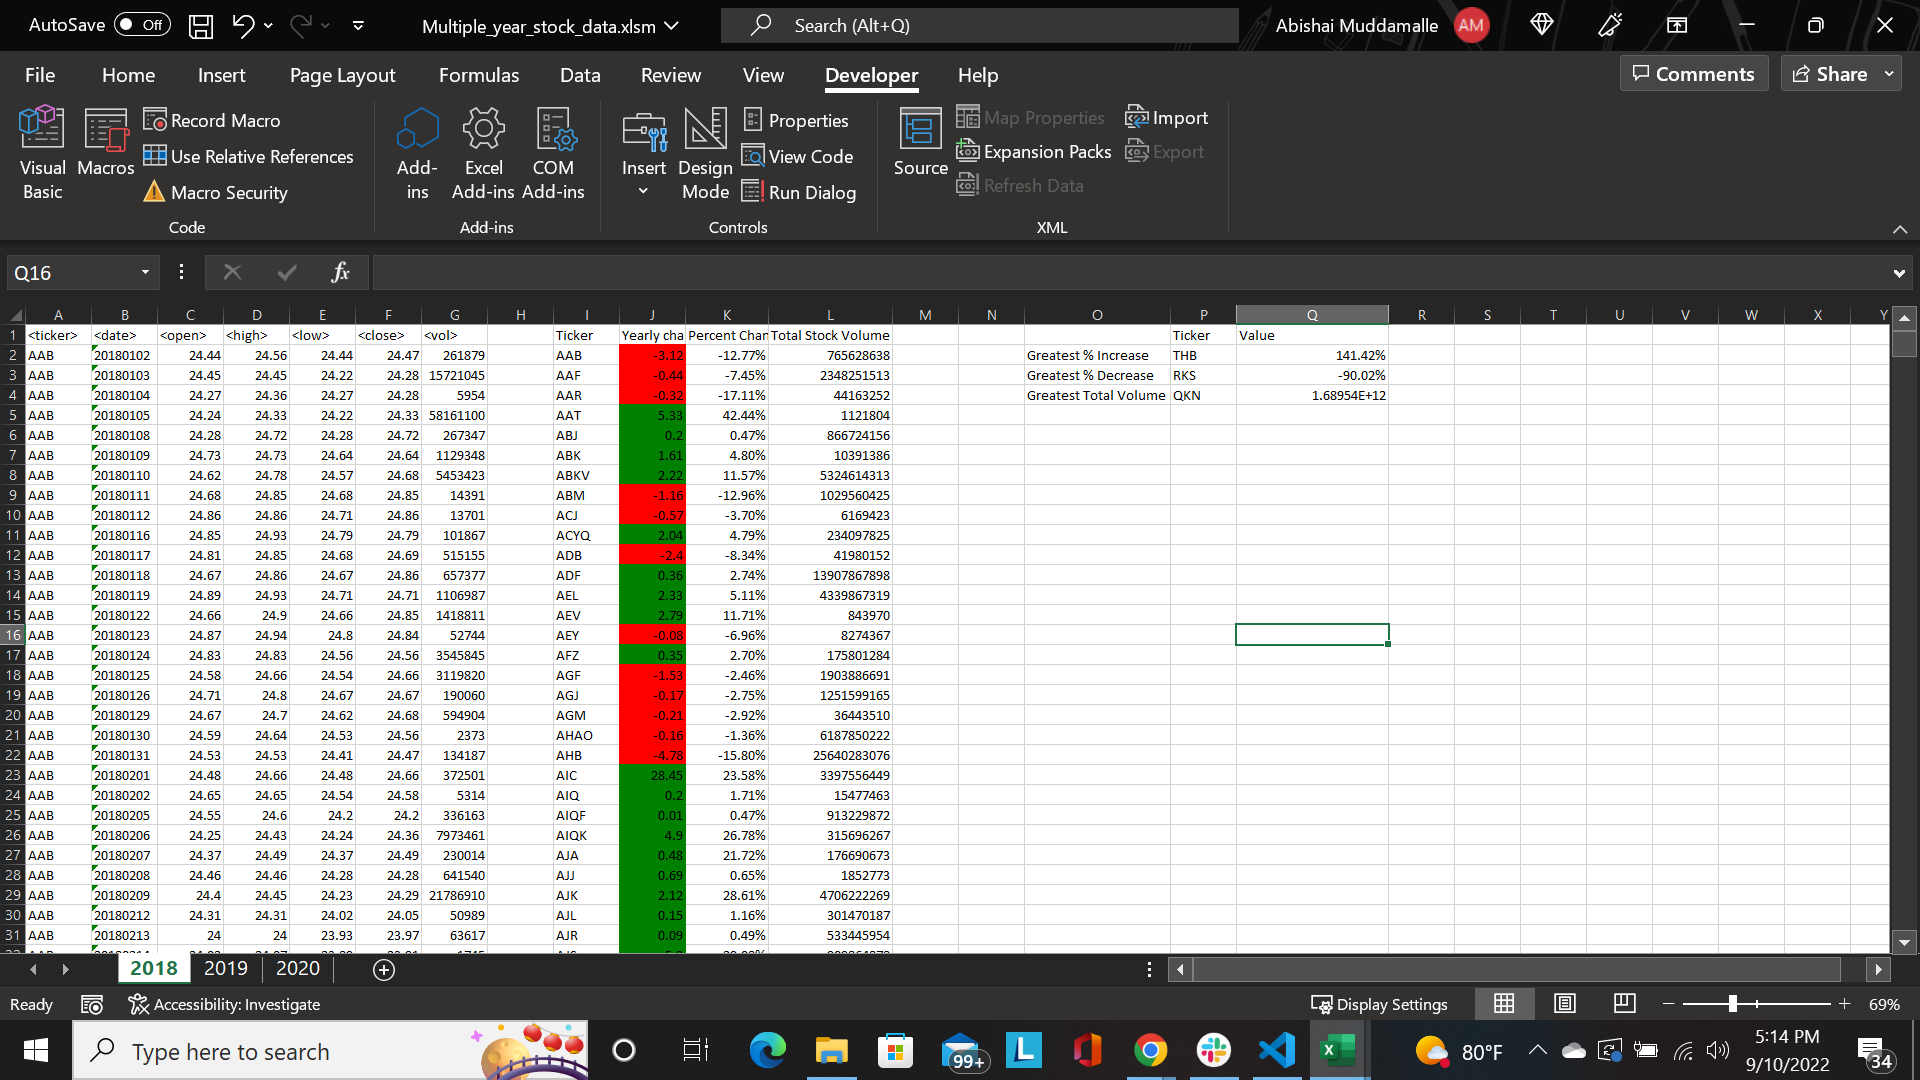 AutoSave Off Multiple_year_stock_data.xlsm Search (Alt+Q) Abishai Muddamalle AM
File Home Insert Page Layout Formulas Data Review View Developer Help Comments Share
Visual Basic
Macros
Record Macro
Use Relative References
Macro Security
Code
Add-ins
Excel Add-ins
COM Add-ins
Add-ins
Insert
Design Mode
Properties
View Code
Run Dialog
Controls
Source
Map Properties
Expansion Packs
Refresh Data
Import
Export
XML
Q16 fx
A B C D E F G H I J K L M N O P Q R S T U V W X Y
1 <ticker> <date> <open> <high> <low> <close> <vol> Ticker Yearly cha Percent Chan Total Stock Volume Ticker Value
2 AAB 20180102 24.44 24.56 24.44 24.47 261879 AAB -3.12 -12.77% 765628638 Greatest % Increase THB 141.42%
3 AAB 20180103 24.45 24.45 24.22 24.28 15721045 AAF -0.44 -7.45% 2348251513 Greatest % Decrease RKS -90.02%
4 AAB 20180104 24.27 24.36 24.27 24.28 5954 AAR -0.32 -17.11% 44163252 Greatest Total Volume QKN 1.68954E+12
5 AAB 20180105 24.24 24.33 24.22 24.33 58161100 AAT 5.33 42.44% 1121804
6 AAB 20180108 24.28 24.72 24.28 24.72 267347 ABJ 0.2 0.47% 866724156
7 AAB 20180109 24.73 24.73 24.64 24.64 1129348 ABK 1.61 4.80% 10391386
8 AAB 20180110 24.62 24.78 24.57 24.68 5453423 ABKV 2.22 11.57% 5324614313
9 AAB 20180111 24.68 24.85 24.68 24.85 14391 ABM -1.16 -12.96% 1029560425
10 AAB 20180112 24.86 24.86 24.71 24.86 13701 ACJ -0.57 -3.70% 6169423
11 AAB 20180116 24.85 24.93 24.79 24.79 101867 ACYQ 2.04 4.79% 234097825
12 AAB 20180117 24.81 24.85 24.68 24.69 515155 ADB -2.4 -8.34% 41980152
13 AAB 20180118 24.67 24.86 24.67 24.86 657377 ADF 0.36 2.74% 13907867898
14 AAB 20180119 24.89 24.93 24.71 24.71 1106987 AEL 2.33 5.11% 4339867319
15 AAB 20180122 24.66 24.9 24.66 24.85 1418811 AEV 2.79 11.71% 843970
16 AAB 20180123 24.87 24.94 24.8 24.84 52744 AEY -0.08 -6.96% 8274367
17 AAB 20180124 24.83 24.83 24.56 24.56 3545845 AFZ 0.35 2.70% 175801284
18 AAB 20180125 24.58 24.66 24.54 24.66 3119820 AGF -1.53 -2.46% 1903886691
19 AAB 20180126 24.71 24.8 24.67 24.67 190060 AGJ -0.17 -2.75% 1251599165
20 AAB 20180129 24.67 24.7 24.62 24.68 594904 AGM -0.21 -2.92% 36443510
21 AAB 20180130 24.59 24.64 24.53 24.56 2373 AHAO -0.16 -1.36% 6187850222
22 AAB 20180131 24.53 24.53 24.41 24.47 134187 AHB -4.78 -15.80% 25640283076
23 AAB 20180201 24.48 24.66 24.48 24.66 372501 AIC 28.45 23.58% 3397556449
24 AAB 20180202 24.65 24.65 24.54 24.58 5314 AIQ 0.2 1.71% 15477463
25 AAB 20180205 24.55 24.6 24.2 24.2 336163 AIQF 0.01 0.47% 913229872
26 AAB 20180206 24.25 24.43 24.24 24.36 7973461 AIQK 4.9 26.78% 315696267
27 AAB 20180207 24.37 24.49 24.37 24.49 230014 AJA 0.48 21.72% 176690673
28 AAB 20180208 24.46 24.46 24.28 24.28 641540 AJJ 0.69 0.65% 1852773
29 AAB 20180209 24.4 24.45 24.23 24.29 21786910 AJK 2.12 28.61% 4706222269
30 AAB 20180212 24.31 24.31 24.02 24.05 50989 AJL 0.15 1.16% 301470187
31 AAB 20180213 24 24 23.93 23.97 63617 AJR 0.09 0.49% 533445954
2018 2019 2020
Ready Accessibility: Investigate Display Settings 69%
Type here to search 99+ 80°F 5:14 PM
9/10/2022 34